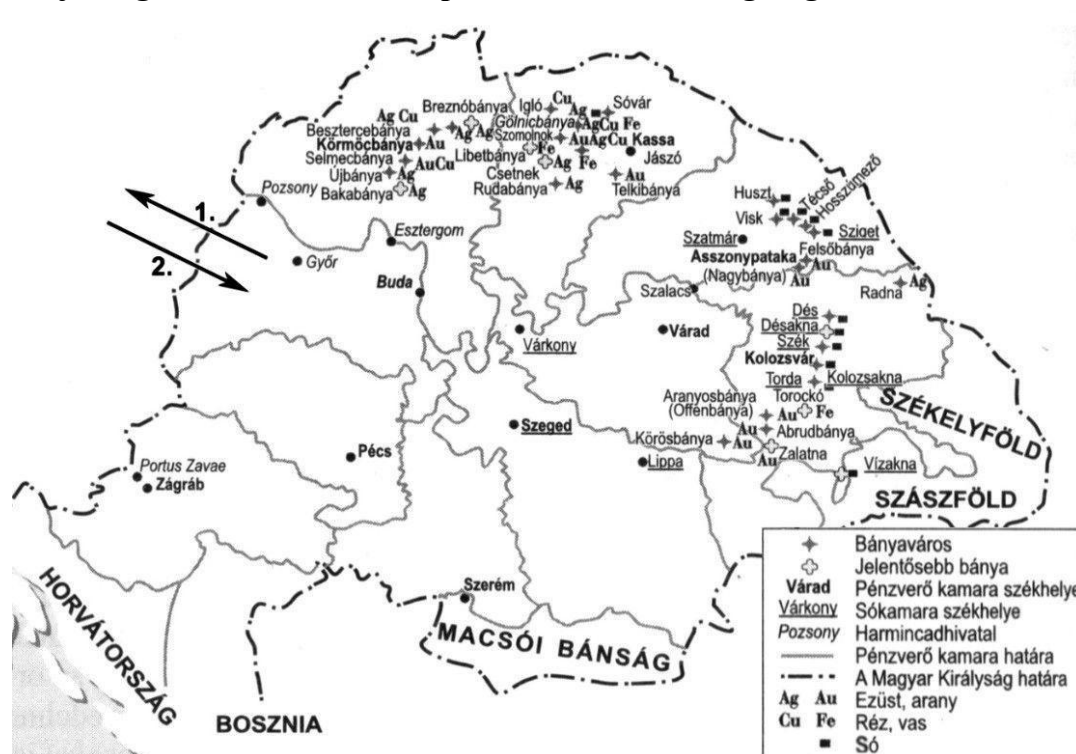 Breznóbánya
Igló
Cu
Sóvár
Ag Cu
Ag
Gölnicbánya
AgCu Fe
Besztercebánya
Ag Ag
Szomolnok
AuAgCu
Kassa
Körmöcbánya
Au
Fe
Jászó
Selmecbánya
AuCu
Libetbánya
Ag
Fe
Újbánya
Ag
Csetnek
Au
Bakabánya
Ag
Rudabánya
Ag
Telkibánya
Pozsony
1.
2.
Győr
Esztergom
Buda
Huszt
Técső
Hosszúmező
Visk
Sziget
Szatmár
Felsőbánya
Asszonypataka
Au
(Nagybánya)
Au
Radna
Ag
Szalacs
Várkony
Várad
Dés
Désakna
Szék
Kolozsvár
Torda
Kolozsakna
Aranyosbánya
(Offenbánya)
Torockó
Au
Fe
Au
Abrudbánya
Körösbánya
Au
Zalatna
Au
Lippa
Vízakna
Szeged
Pécs
Portus Zavae
Zágráb
Szerém
SZÉKELYFÖLD
SZÁSZFÖLD
HORVÁTORSZÁG
BOSZNIA
MACSÓI BÁNSÁG
Bányaváros
Jelentősebb bánya
Várad Pénzverő kamara székhelye
Várkony Sókamara székhelye
Pozsony Harmincadhivatal
Pénzverő kamara határa
A Magyar Királyság határa
Ag Au Ezüst, arany
Cu Fe Réz, vas
Só